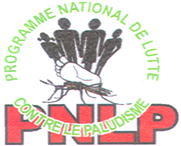 PROGRAMME NATIONAL DE LUTTE
CONTRE LE PALUDISME
PNLP